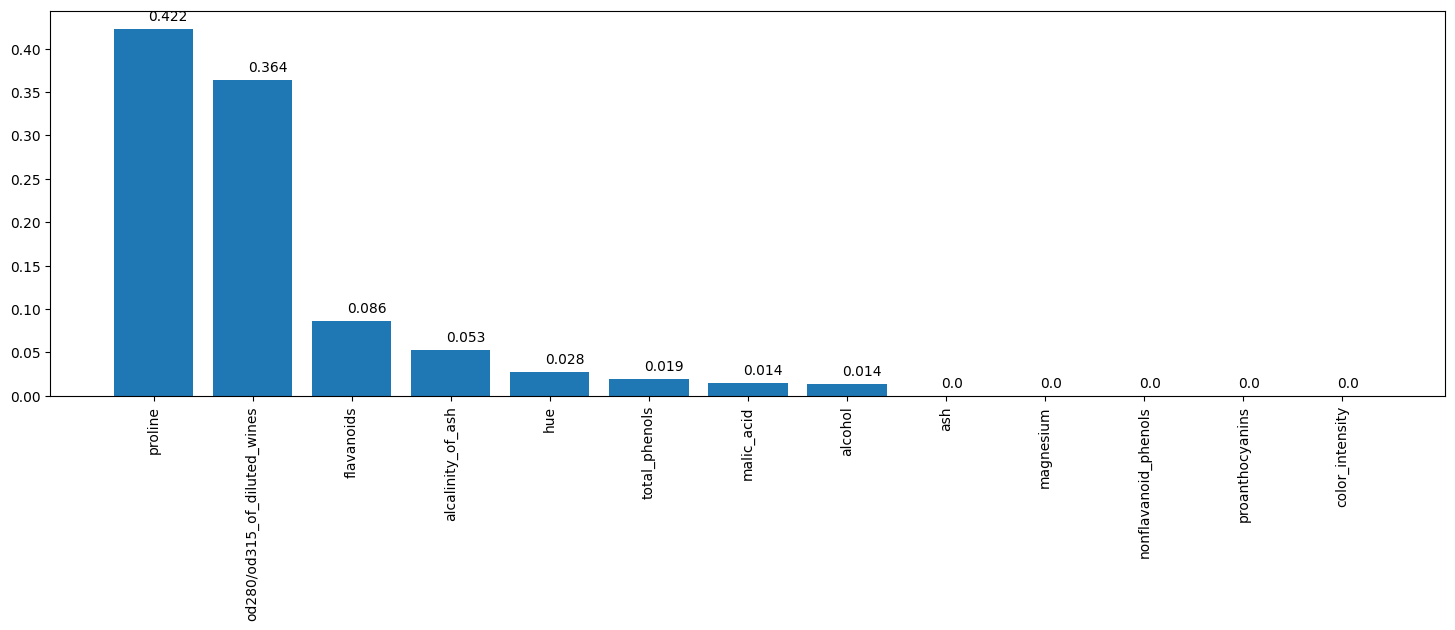 0.422
0.364
0.086
0.053
0.028
0.019
0.014
0.014
0.0
0.0
0.0
0.0
0.0
0.40
0.35
0.30
0.25
0.20
0.15
0.10
0.05
0.00
proline
od280/od315_of_diluted_wines
flavanoids
alcalinity_of_ash
hue
total_phenols
malic_acid
alcohol
ash
magnesium
nonflavanoid_phenols
proanthocyanins
color_intensity